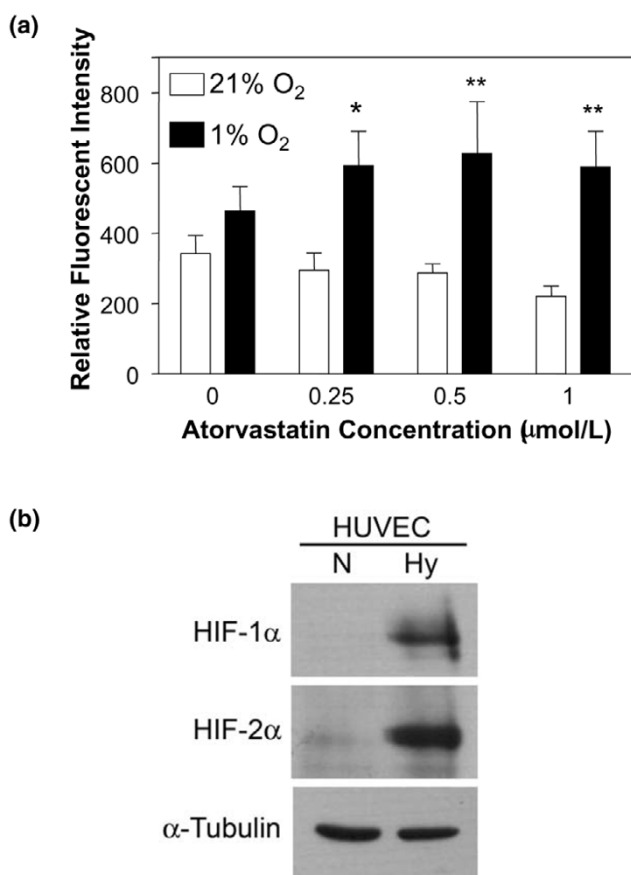 (a)
Relative Fluorescent Intensity
800
600
400
200
0
21% O₂
1% O₂
*
**
**
0 0.25 0.5 1
Atorvastatin Concentration (μmol/L)
(b)
HUVEC
N Hy
HIF-1α
HIF-2α
α-Tubulin